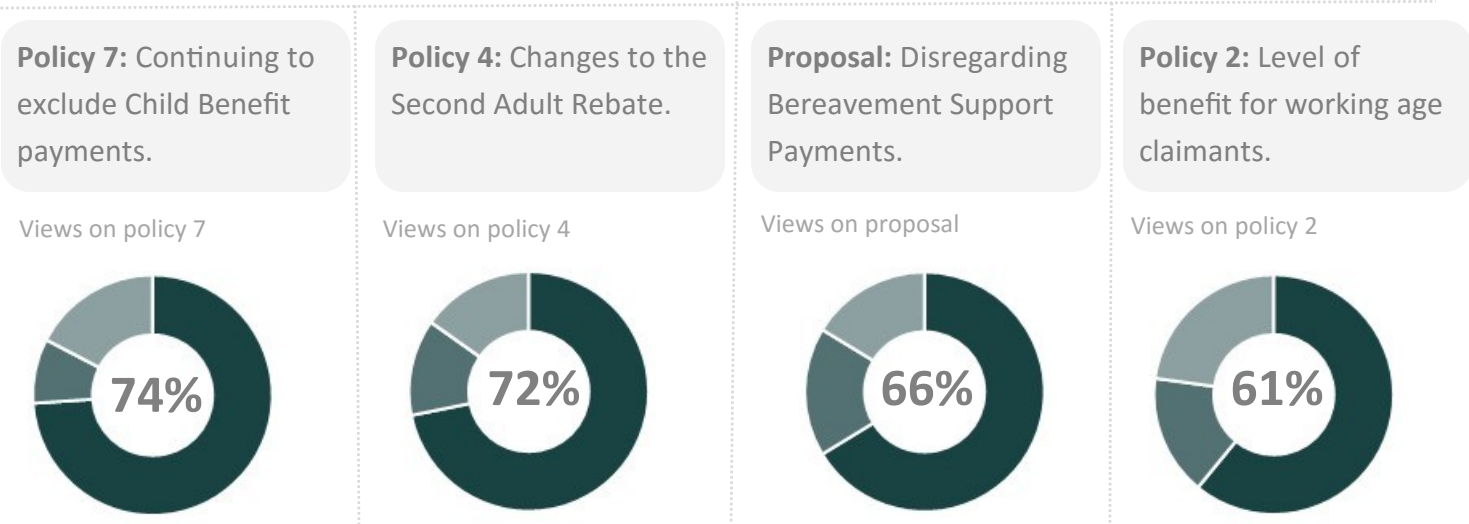 Policy 7: Continuing to
exclude Child Benefit
payments.
Views on policy 7
74%
Policy 4: Changes to the
Second Adult Rebate.
Views on policy 4
72%
Proposal: Disregarding
Bereavement Support
Payments.
Views on proposal
66%
Policy 2: Level of
benefit for working age
claimants.
Views on policy 2
61%